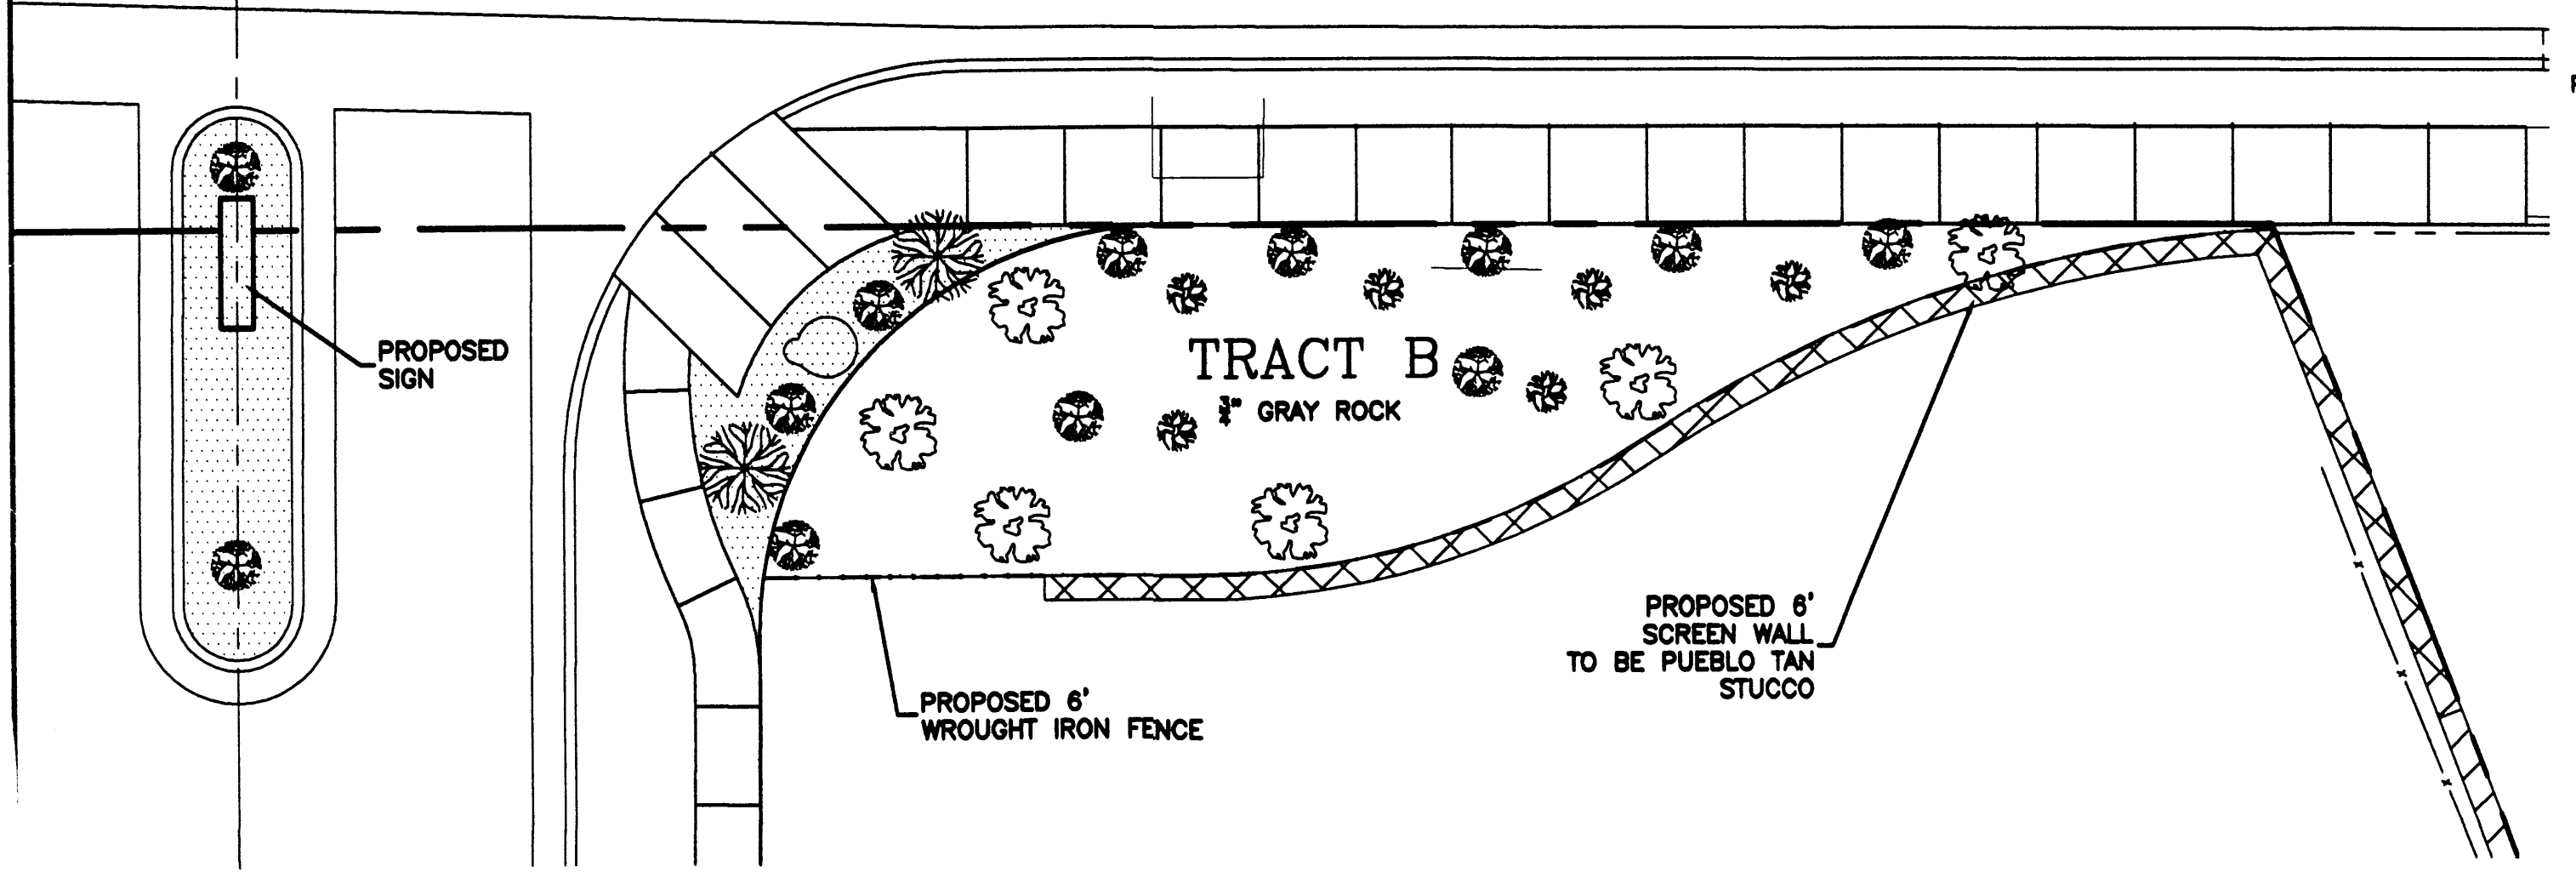 PROPOSED
SIGN
TRACT B
3/4" GRAY ROCK
PROPOSED 6'
SCREEN WALL
TO BE PUEBLO TAN
STUCCO
PROPOSED 6'
WROUGHT IRON FENCE